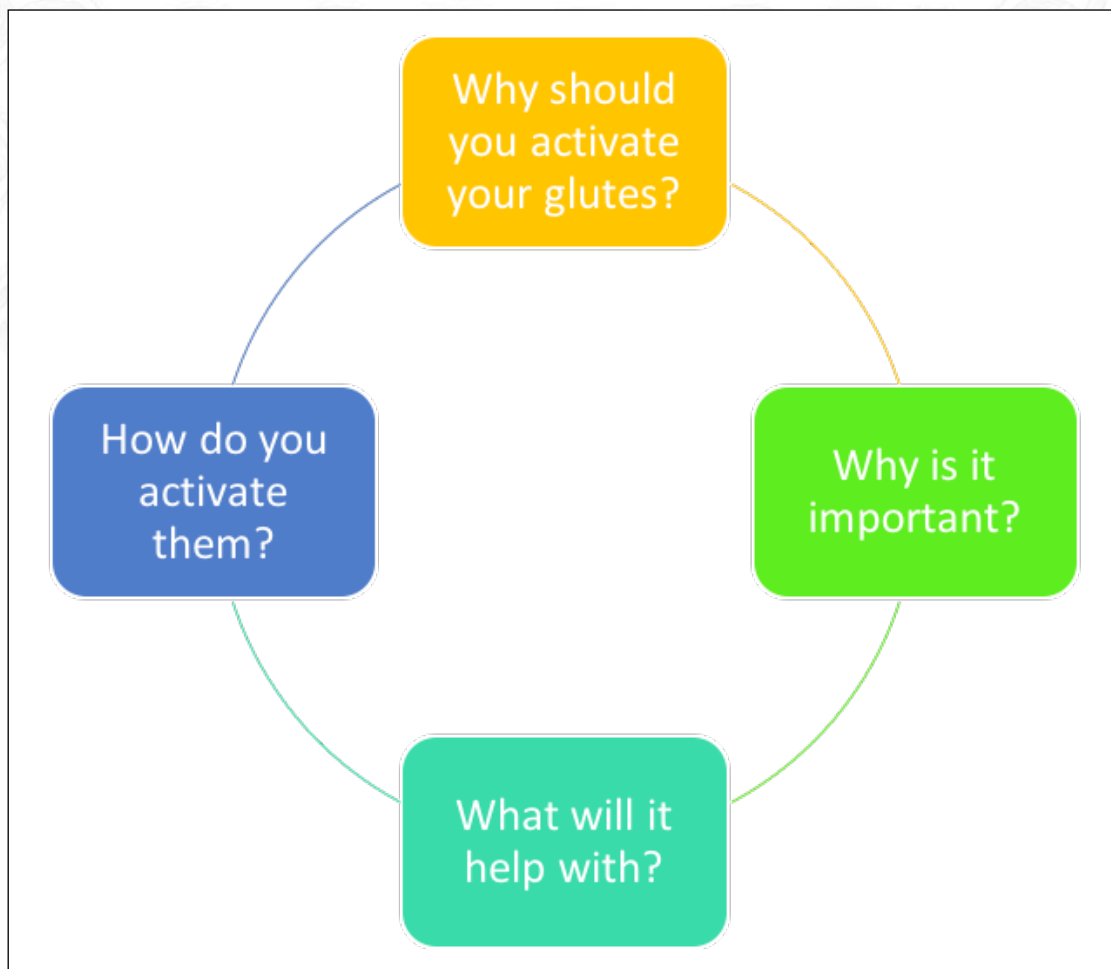 Why should
you activate
your glutes?
Why is it
important?
What will it
help with?
How do you
activate
them?